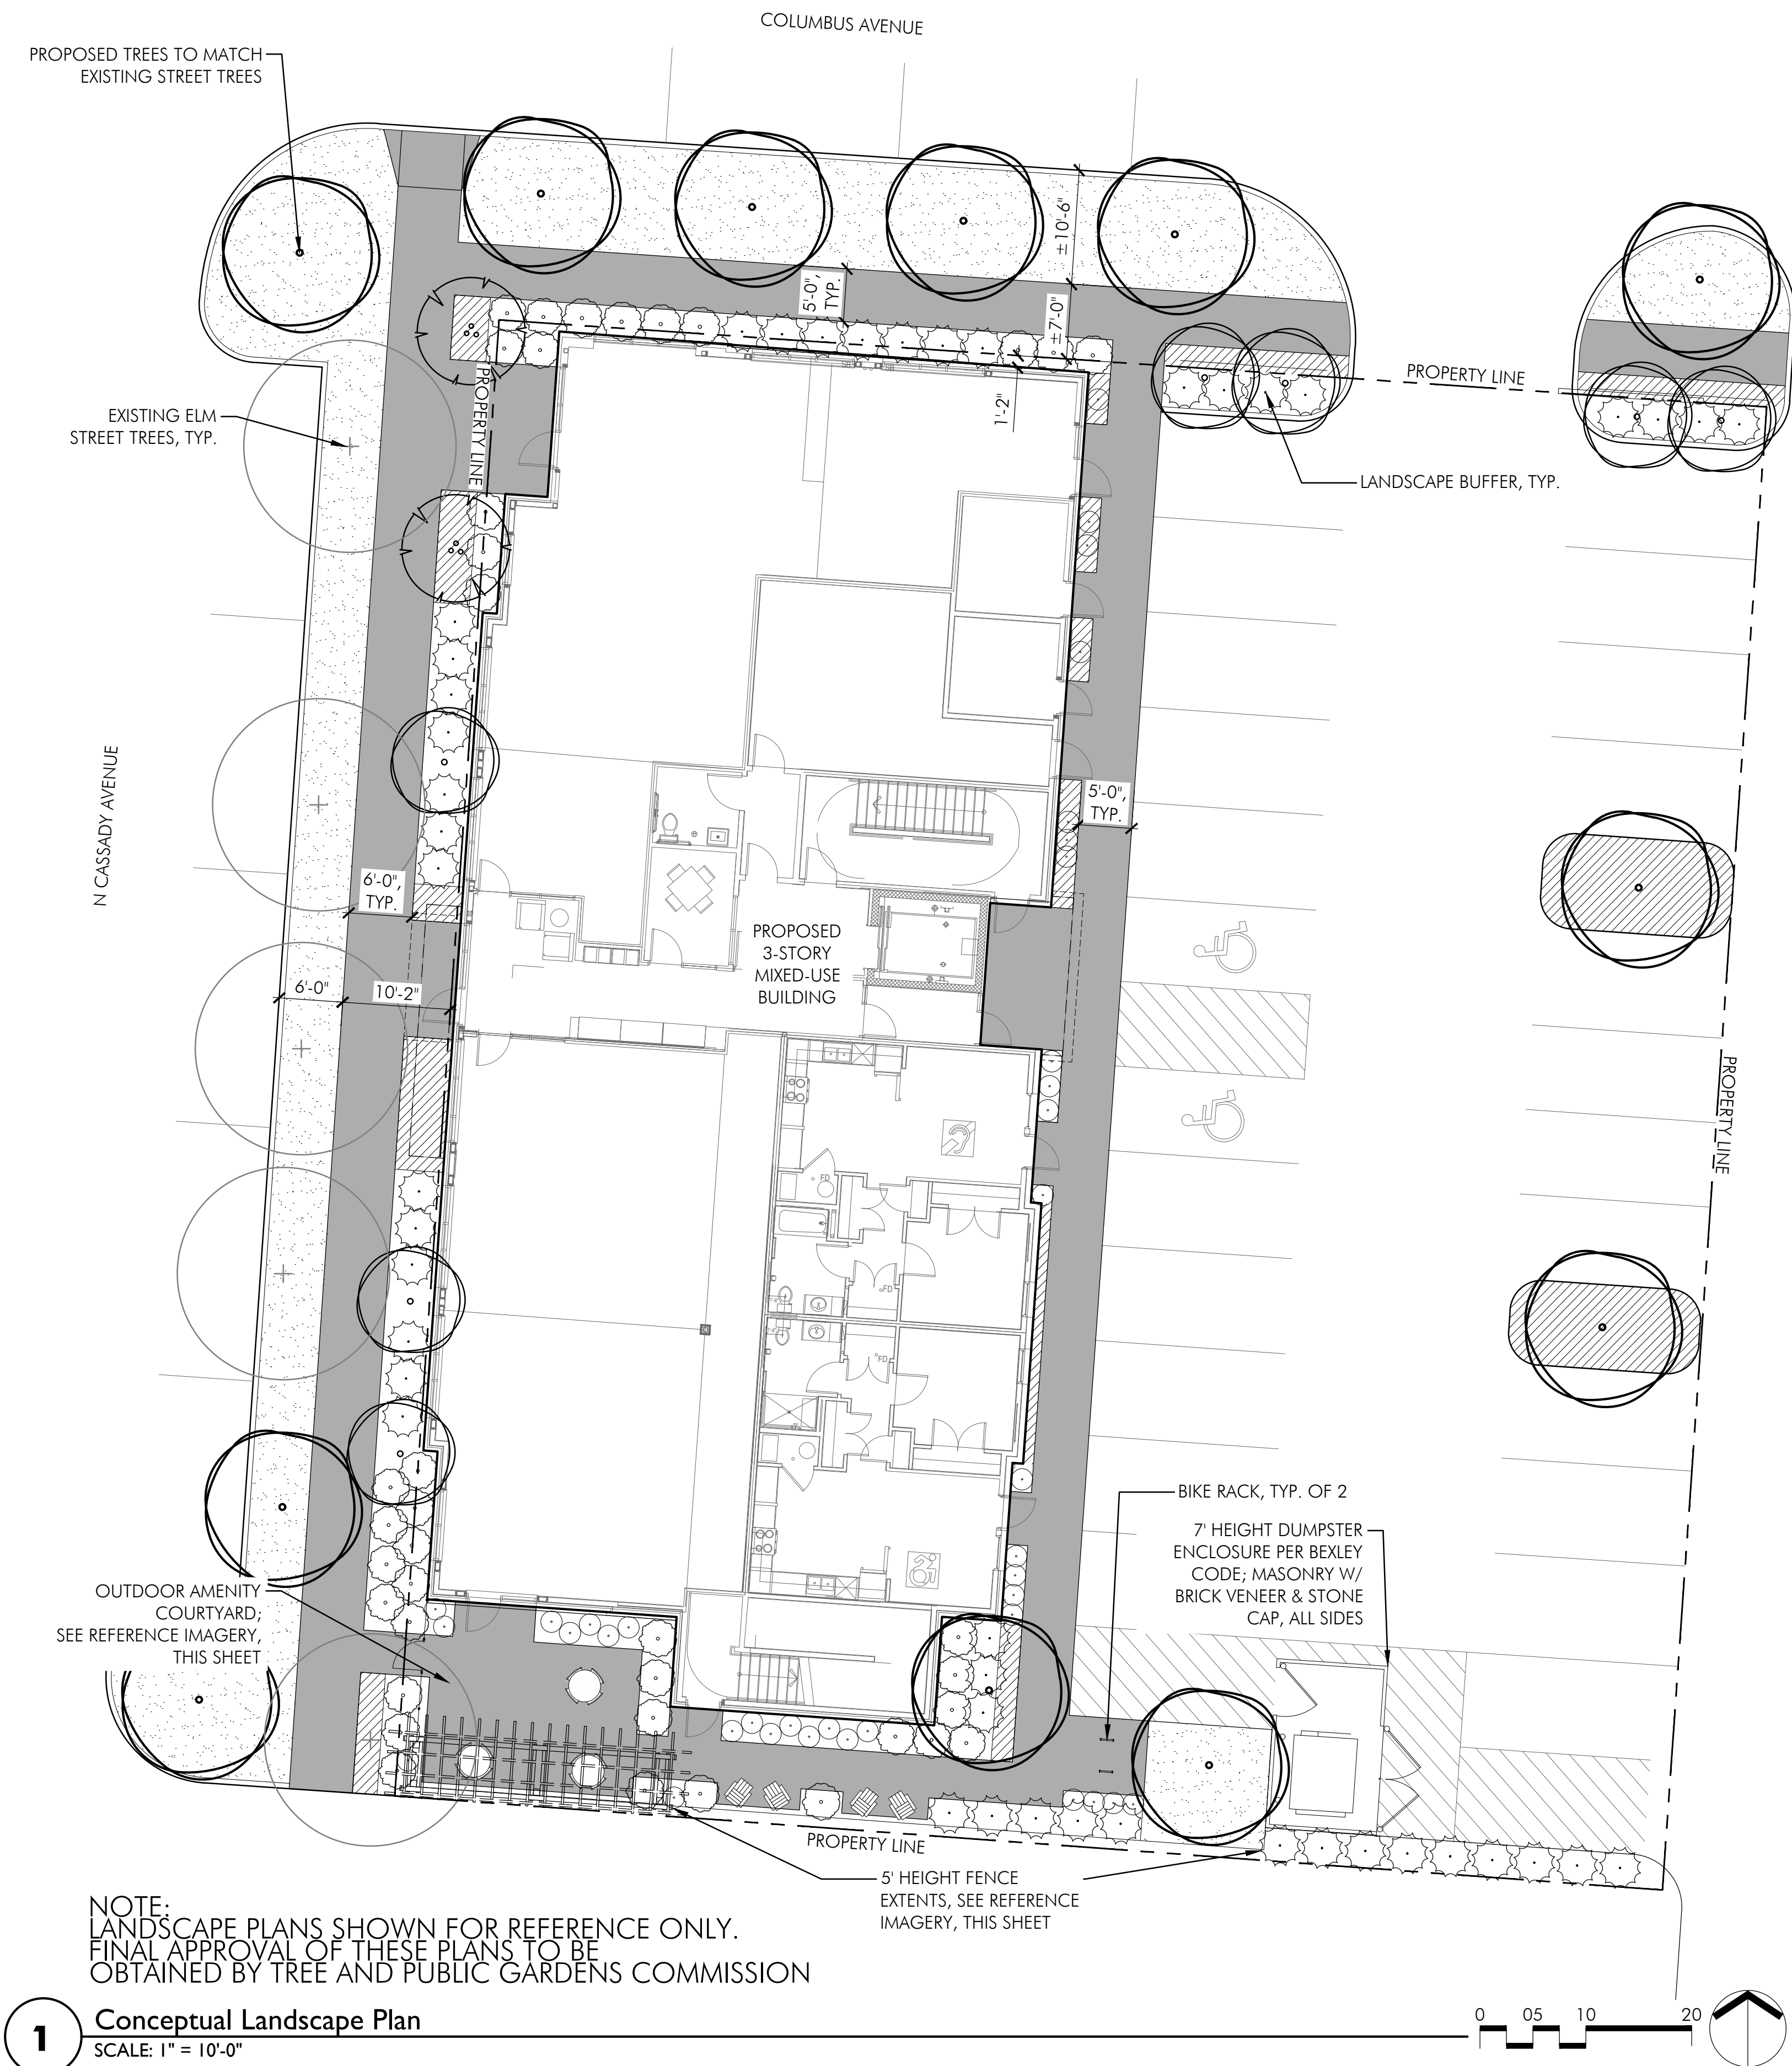 COLUMBUS AVENUE
PROPOSED TREES TO MATCH
EXISTING STREET TREES
±10'-6"
5'-0",
TYP.
±7'-0"
PROPERTY LINE
PROPERTY LINE
1'-2"
EXISTING ELM
STREET TREES, TYP.
LANDSCAPE BUFFER, TYP.
N CASSADY AVENUE
5'-0",
TYP.
6'-0",
TYP.
PROPOSED
3-STORY
MIXED-USE
BUILDING
6'-0"
10'-2"
PROPERTY LINE
FD
FD
FD
BIKE RACK, TYP. OF 2
7' HEIGHT DUMPSTER
ENCLOSURE PER BEXLEY
CODE; MASONRY W/
BRICK VENEER & STONE
CAP, ALL SIDES
OUTDOOR AMENITY
COURTYARD;
SEE REFERENCE IMAGERY,
THIS SHEET
PROPERTY LINE
5' HEIGHT FENCE
EXTENTS, SEE REFERENCE
IMAGERY, THIS SHEET
NOTE:
LANDSCAPE PLANS SHOWN FOR REFERENCE ONLY.
FINAL APPROVAL OF THESE PLANS TO BE
OBTAINED BY TREE AND PUBLIC GARDENS COMMISSION
1
Conceptual Landscape Plan
SCALE: 1" = 10'-0"
0 05 10 20